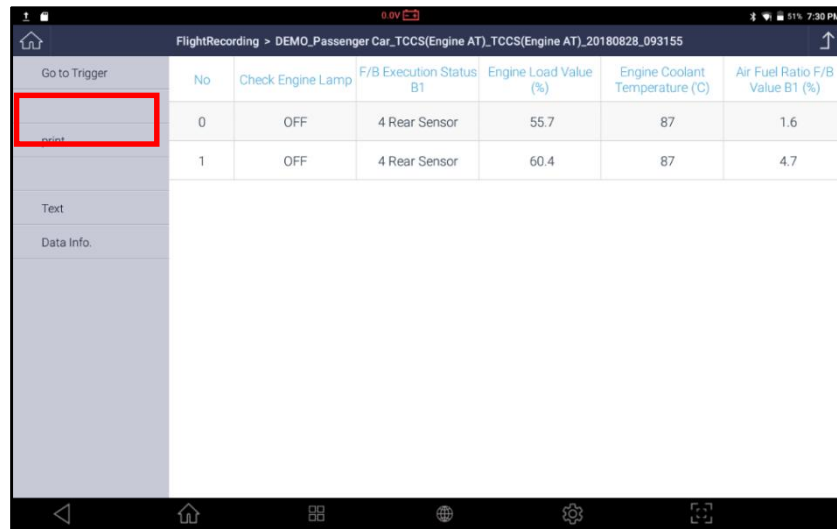 0.0V
51% 7:30 PM
FlightRecording > DEMO_Passenger Car_TCCS(Engine AT)_TCCS(Engine AT)_20180828_093155
Go to Trigger
print
Text
Data Info.
No Check Engine Lamp F/B Execution Status B1 Engine Load Value (%) Engine Coolant Temperature (℃) Air Fuel Ratio F/B Value B1 (%)
0 OFF 4 Rear Sensor 55.7 87 1.6
1 OFF 4 Rear Sensor 60.4 87 4.7